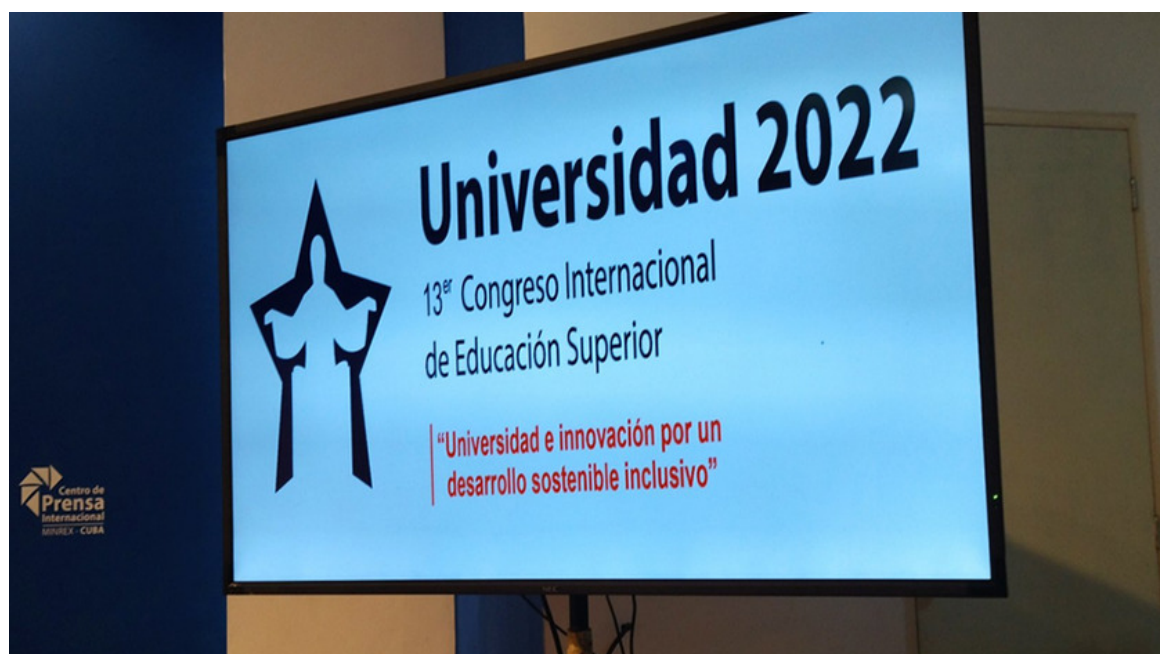 Universidad 2022
13er Congreso Internacional
de Educación Superior
“Universidad e innovación por un
desarrollo sostenible inclusivo”
Centro de
Prensa
Internacional
MINREX - CUBA